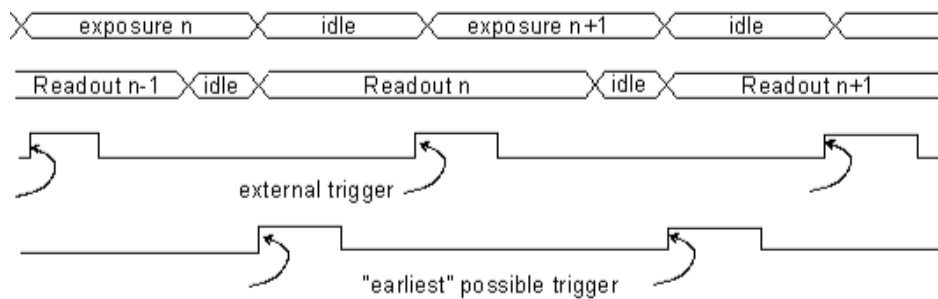 exposure n idle exposure n+1 idle
Readout n-1 idle Readout n idle Readout n+1
external trigger
"earliest" possible trigger